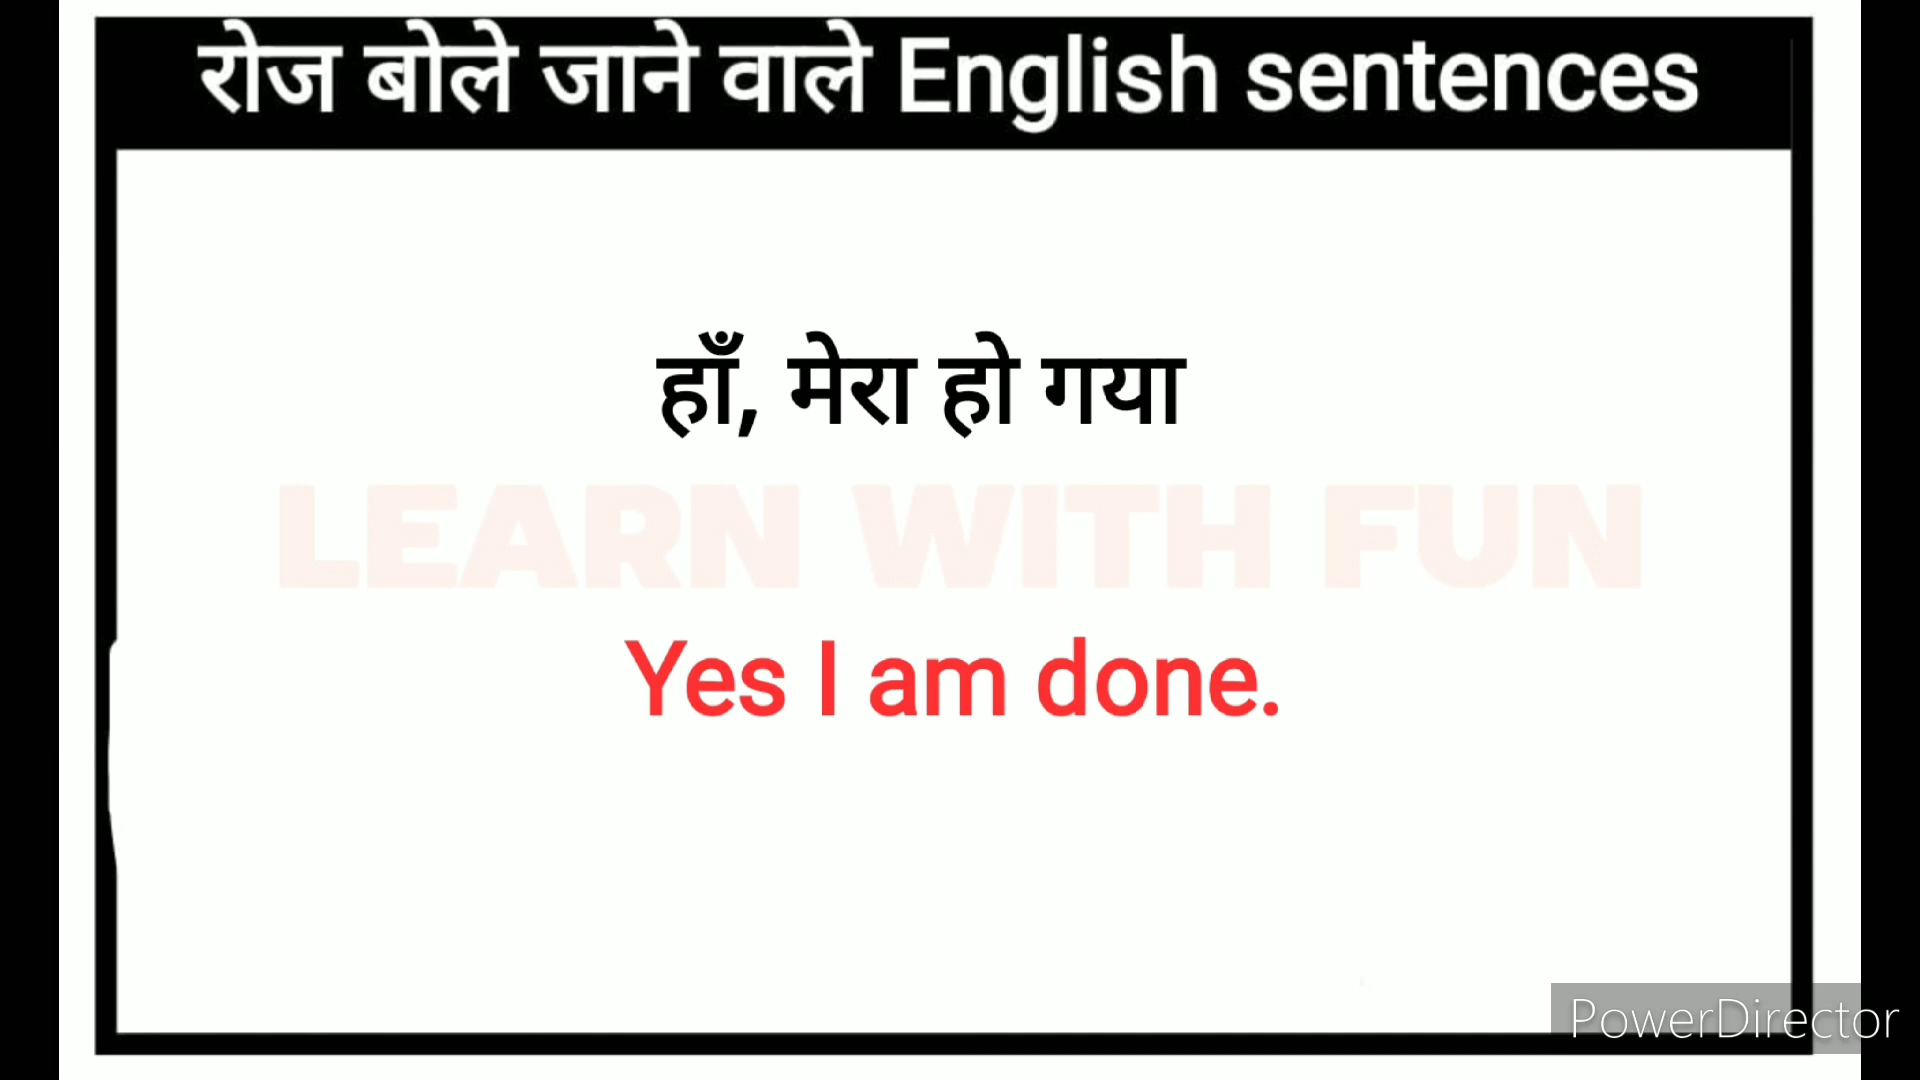 रोज बोले जाने वाले English sentences
हाँ, मेरा हो गया
LEARN WITH FUN
Yes I am done.
PowerDirector